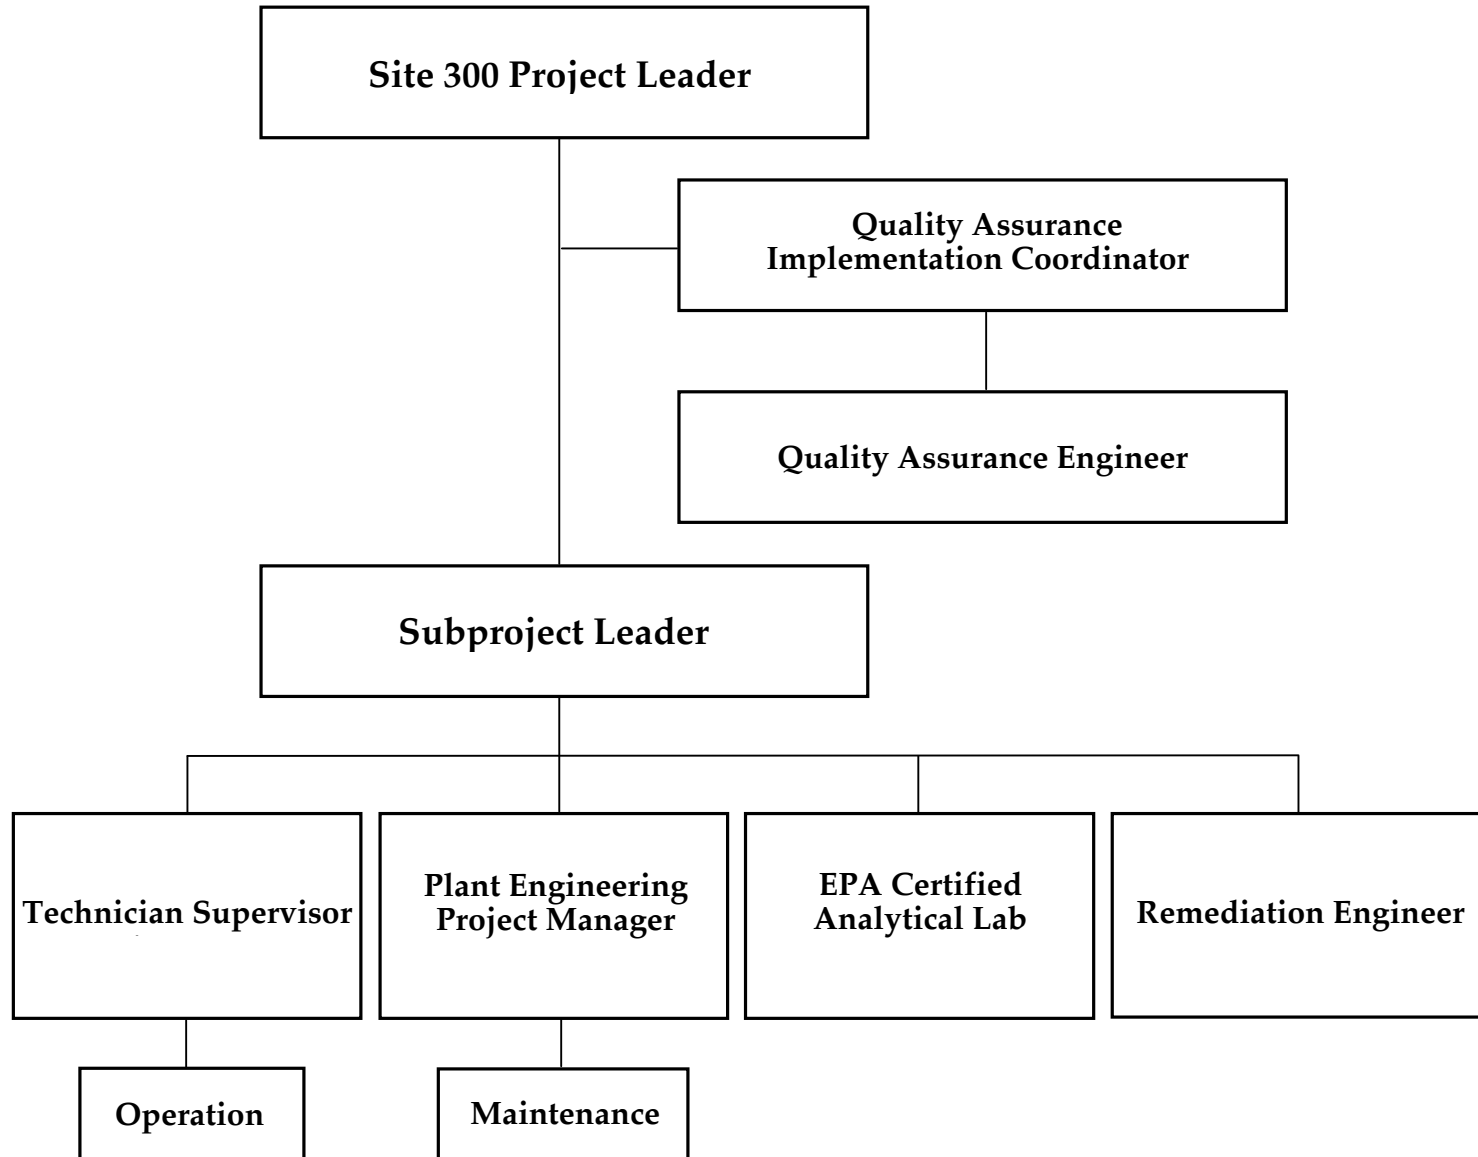 Site 300 Project Leader
Quality Assurance
Implementation Coordinator
Quality Assurance Engineer
Subproject Leader
Technician Supervisor
Plant Engineering
Project Manager
EPA Certified
Analytical Lab
Remediation Engineer
Operation
Maintenance